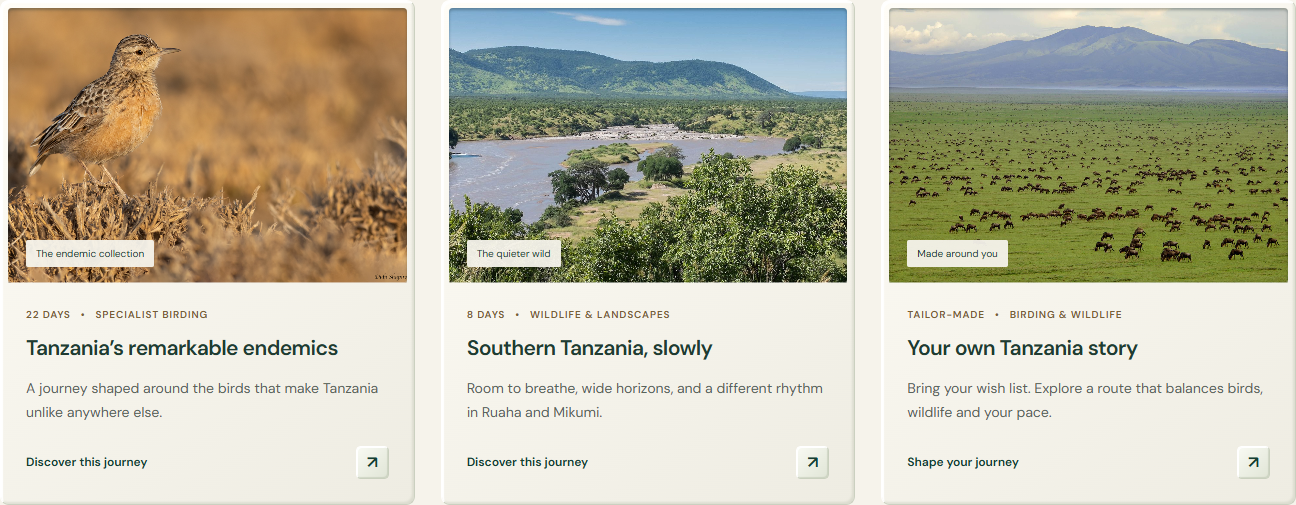 The endemic collection
22 DAYS • SPECIALIST BIRDING
Tanzania’s remarkable endemics
A journey shaped around the birds that make Tanzania
unlike anywhere else.
Discover this journey
The quieter wild
8 DAYS • WILDLIFE & LANDSCAPES
Southern Tanzania, slowly
Room to breathe, wide horizons, and a different rhythm
in Ruaha and Mikumi.
Discover this journey
Made around you
TAILOR-MADE • BIRDING & WILDLIFE
Your own Tanzania story
Bring your wish list. Explore a route that balances birds,
wildlife and your pace.
Shape your journey